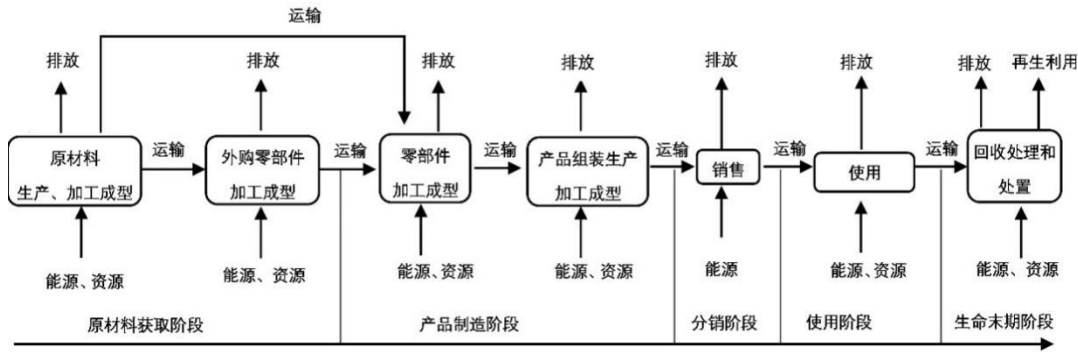 运输
排放
排放
排放
排放
排放
排放
排放
再生利用
原材料
生产、加工成型
运输
外购零部件
加工成型
运输
零部件
加工成型
运输
产品组装生产
加工成型
运输
销售
运输
使用
运输
回收处理和
处置
能源、资源
能源、资源
能源、资源
能源、资源
能源
能源、资源
能源、资源
原材料获取阶段
产品制造阶段
分销阶段
使用阶段
生命末期阶段